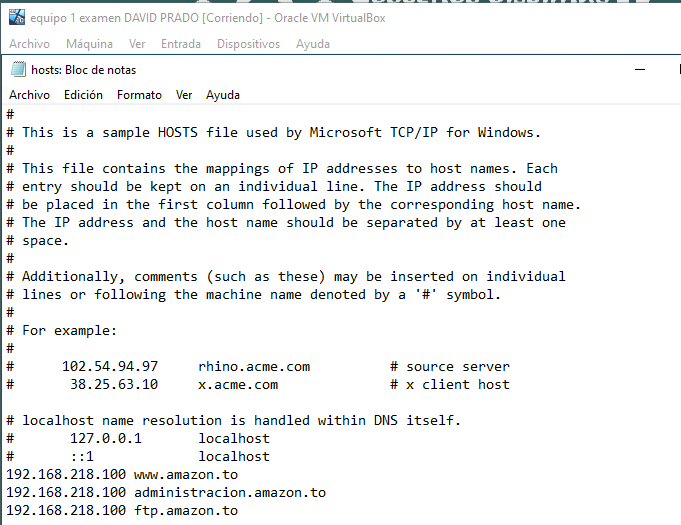 equipo 1 examen DAVID PRADO [Corriendo] - Oracle VM VirtualBox
Archivo Máquina Ver Entrada Dispositivos Ayuda
hosts: Bloc de notas
Archivo Edición Formato Ver Ayuda
#
# This is a sample HOSTS file used by Microsoft TCP/IP for Windows.
#
# This file contains the mappings of IP addresses to host names. Each
# entry should be kept on an individual line. The IP address should
# be placed in the first column followed by the corresponding host name.
# The IP address and the host name should be separated by at least one
# space.
#
# Additionally, comments (such as these) may be inserted on individual
# lines or following the machine name denoted by a '#' symbol.
#
# For example:
#
#      102.54.94.97     rhino.acme.com          # source server
#       38.25.63.10     x.acme.com              # x client host

# localhost name resolution is handled within DNS itself.
#       127.0.0.1       localhost
#       ::1             localhost
192.168.218.100 www.amazon.to
192.168.218.100 administracion.amazon.to
192.168.218.100 ftp.amazon.to